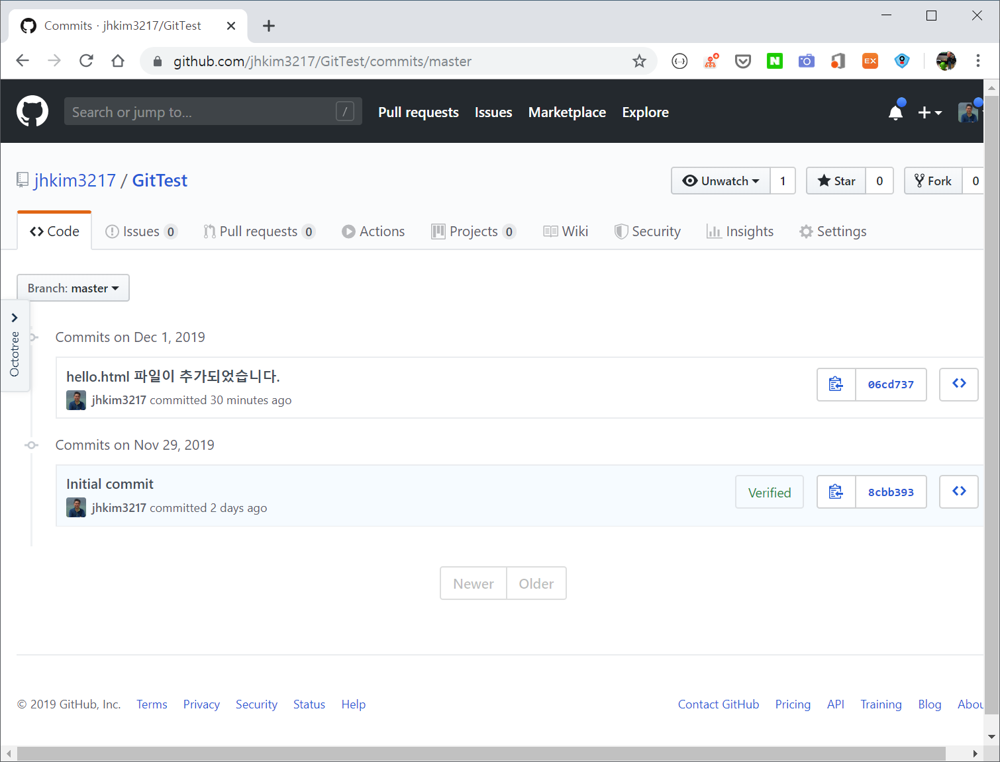 Commits · jhkim3217/GitTest
github.com/jhkim3217/GitTest/commits/master
N
EX
Search or jump to...
/
Pull requests
Issues
Marketplace
Explore
jhkim3217 / GitTest
Unwatch 1
Star 0
Fork 0
Code
Issues 0
Pull requests 0
Actions
Projects 0
Wiki
Security
Insights
Settings
Branch: master
Octotree
Commits on Dec 1, 2019
hello.html 파일이 추가되었습니다.
jhkim3217 committed 30 minutes ago
06cd737
Commits on Nov 29, 2019
Initial commit
jhkim3217 committed 2 days ago
Verified
8cbb393
Newer
Older
© 2019 GitHub, Inc.
Terms
Privacy
Security
Status
Help
Contact GitHub
Pricing
API
Training
Blog
Abou